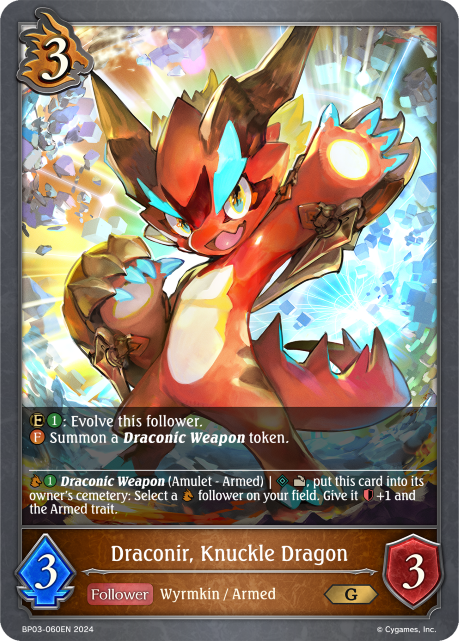 3
E 1: Evolve this follower.
F Summon a Draconic Weapon token.
1 Draconic Weapon (Amulet - Armed) | , put this card into its
owner's cemetery: Select a follower on your field. Give it +1 and
the Armed trait.
Draconir, Knuckle Dragon
3
Follower Wyrmkin / Armed G
3
BP03-060EN 2024 © Cygames, Inc.